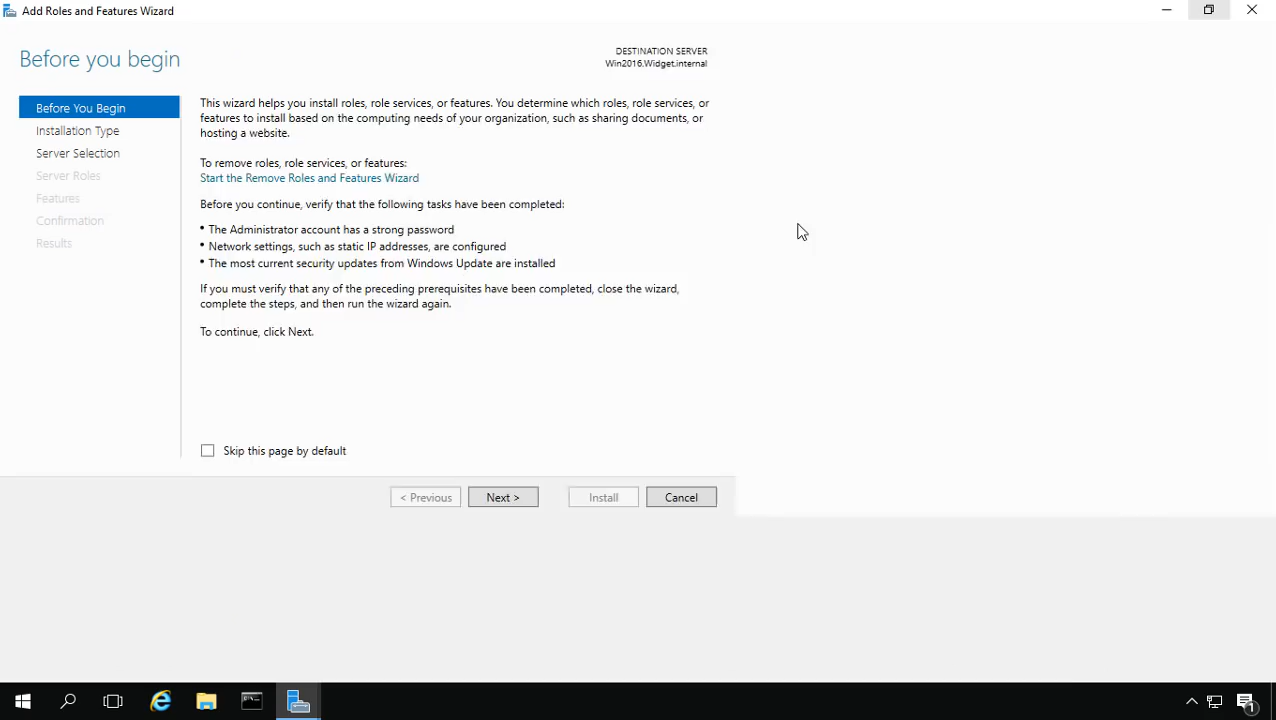 Add Roles and Features Wizard
Before you begin
DESTINATION SERVER
Win2016.Widget.internal
Before You Begin
Installation Type
Server Selection
Server Roles
Features
Confirmation
Results
This wizard helps you install roles, role services, or features. You determine which roles, role services, or
features to install based on the computing needs of your organization, such as sharing documents, or
hosting a website.
To remove roles, role services, or features:
Start the Remove Roles and Features Wizard
Before you continue, verify that the following tasks have been completed:
• The Administrator account has a strong password
• Network settings, such as static IP addresses, are configured
• The most current security updates from Windows Update are installed
If you must verify that any of the preceding prerequisites have been completed, close the wizard,
complete the steps, and then run the wizard again.
To continue, click Next.
Skip this page by default
< Previous
Next >
Install
Cancel
1